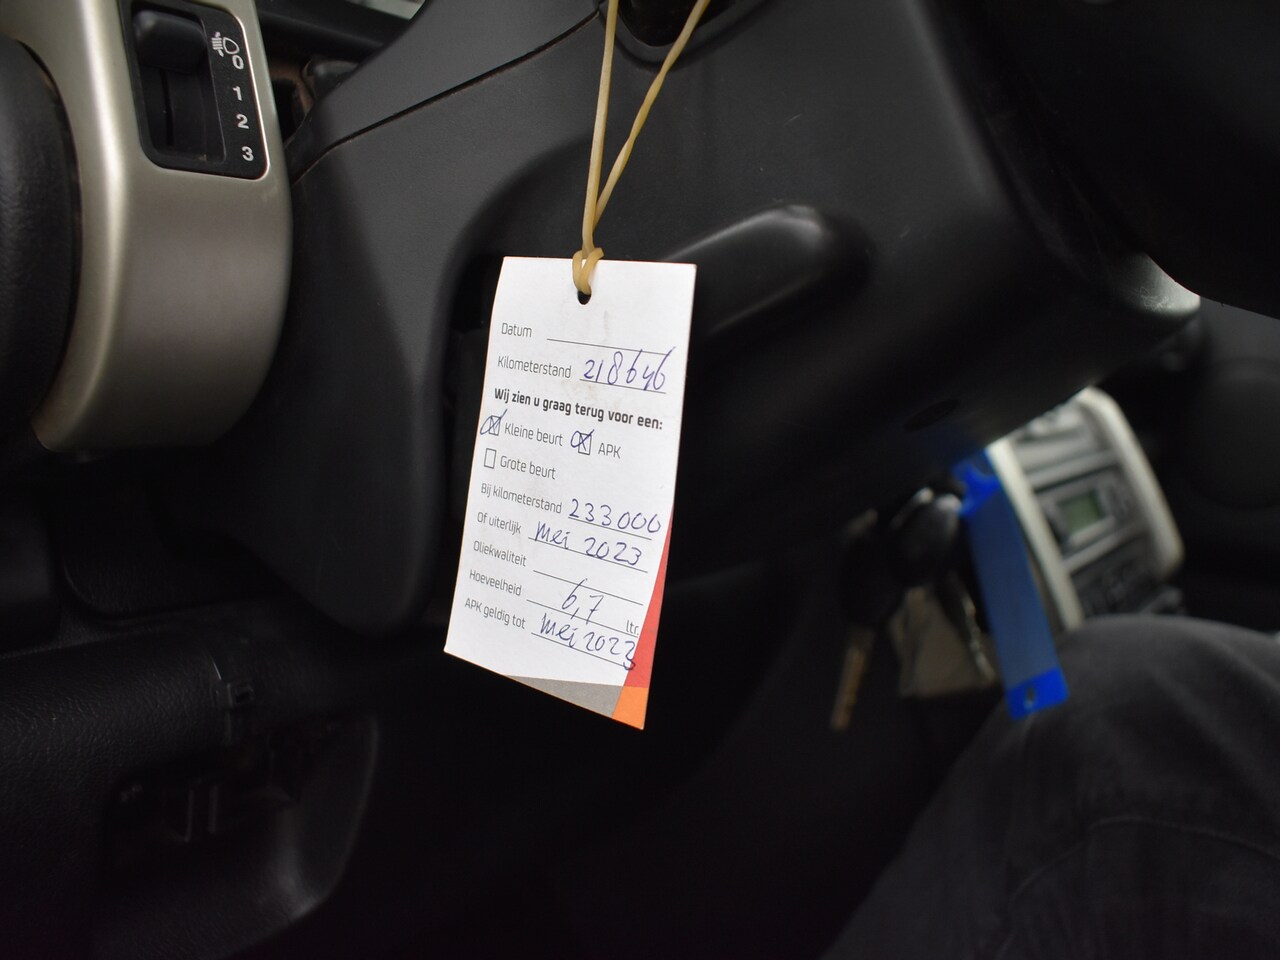 0
1
2
3
Datum
Kilometerstand 218646
Wij zien u graag terug voor een:
Kleine beurt APK
Grote beurt
Bij kilometerstand 233000
Of uiterlijk mei 2023
Oliekwaliteit
Hoeveelheid 6,7 ltr.
APK geldig tot mei 2023